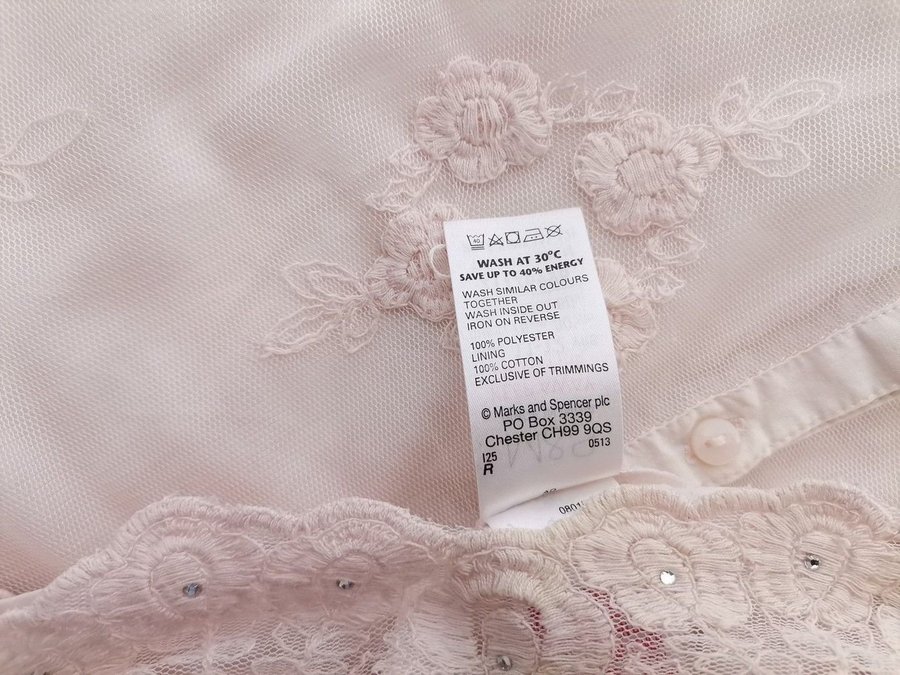 40
WASH AT 30°C
SAVE UP TO 40% ENERGY
WASH SIMILAR COLOURS
TOGETHER
WASH INSIDE OUT
IRON ON REVERSE
100% POLYESTER
LINING
100% COTTON
EXCLUSIVE OF TRIMMINGS
© Marks and Spencer plc
PO Box 3339
Chester CH99 9QS
I25 0513
R